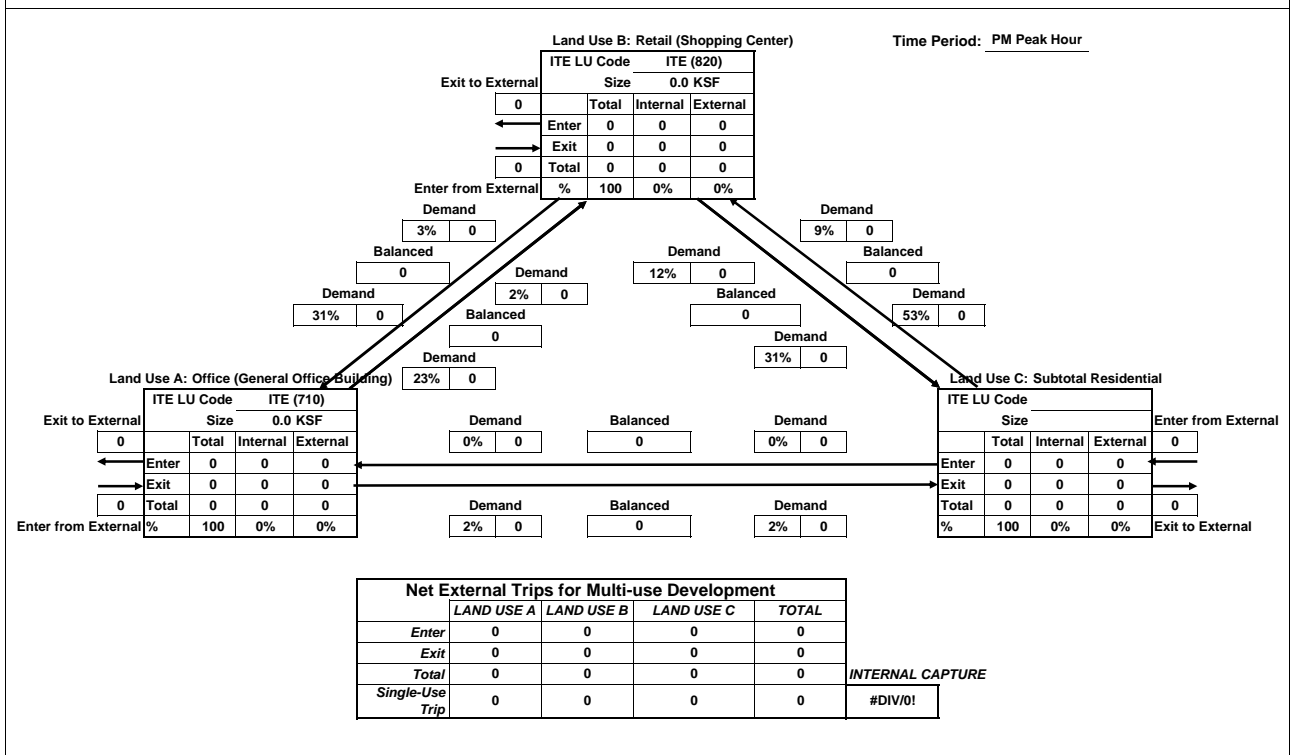 Land Use B: Retail (Shopping Center)
Time Period: PM Peak Hour
ITE LU Code ITE (820)
Exit to External Size 0.0 KSF
0 Total Internal External
Enter 0 0 0
Exit 0 0 0
0 Total 0 0 0
Enter from External % 100 0% 0%
Demand Demand
3% 0 9% 0
Balanced Demand Demand Balanced
0 2% 0 12% 0 0
Demand Balanced Balanced Demand
31% 0 0 0 53% 0
Demand Demand
23% 0 31% 0
Land Use A: Office (General Office Building)
ITE LU Code ITE (710)
Exit to External Size 0.0 KSF
0 Total Internal External
Enter 0 0 0
Exit 0 0 0
0 Total 0 0 0
Enter from External % 100 0% 0%
Demand Balanced Demand
0% 0 0 0% 0
Demand Balanced Demand
2% 0 0 2% 0
Land Use C: Subtotal Residential
ITE LU Code
Size Enter from External
Total Internal External 0
Enter 0 0 0
Exit 0 0 0
Total 0 0 0 0
% 100 0% 0% Exit to External
Net External Trips for Multi-use Development
LAND USE A LAND USE B LAND USE C TOTAL
Enter 0 0 0 0
Exit 0 0 0 0
Total 0 0 0 0 INTERNAL CAPTURE
Single-Use
Trip 0 0 0 0 #DIV/0!